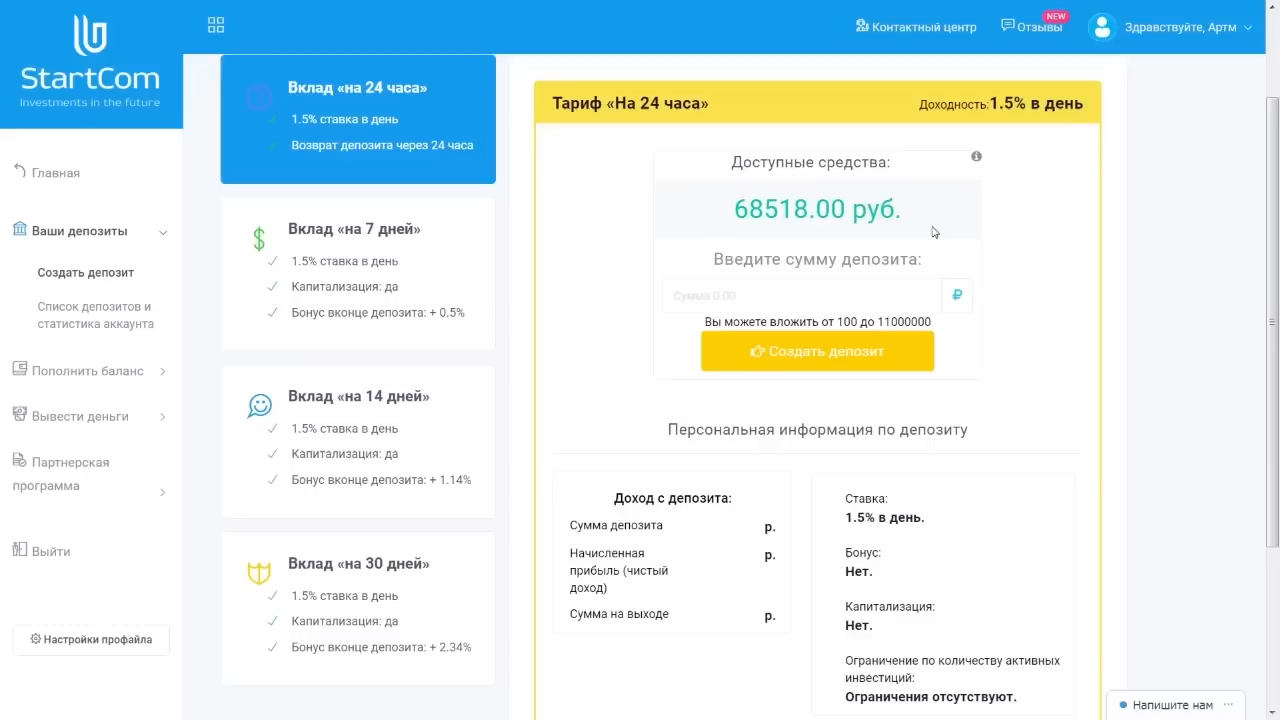 StartCom
Investments in the future
Контактный центр
Отзывы
NEW
Здравствуйте, Артм
Главная
Ваши депозиты
Создать депозит
Список депозитов и
статистика аккаунта
Пополнить баланс
Вывести деньги
Партнерская
программа
Выйти
Настройки профайла
Вклад «на 24 часа»
1.5% ставка в день
Возврат депозита через 24 часа
Вклад «на 7 дней»
1.5% ставка в день
Капитализация: да
Бонус вконце депозита: + 0.5%
Вклад «на 14 дней»
1.5% ставка в день
Капитализация: да
Бонус вконце депозита: + 1.14%
Вклад «на 30 дней»
1.5% ставка в день
Капитализация: да
Бонус вконце депозита: + 2.34%
Тариф «На 24 часа»
Доходность:1.5% в день
Доступные средства:
68518.00 руб.
Введите сумму депозита:
Сумма 0.00
₽
Вы можете вложить от 100 до 11000000
Создать депозит
Персональная информация по депозиту
Доход с депозита:
Сумма депозита р.
Начисленная р.
прибыль (чистый
доход)
Сумма на выходе р.
Ставка:
1.5% в день.
Бонус:
Нет.
Капитализация:
Нет.
Ограничение по количеству активных
инвестиций:
Ограничения отсутствуют.
Напишите нам